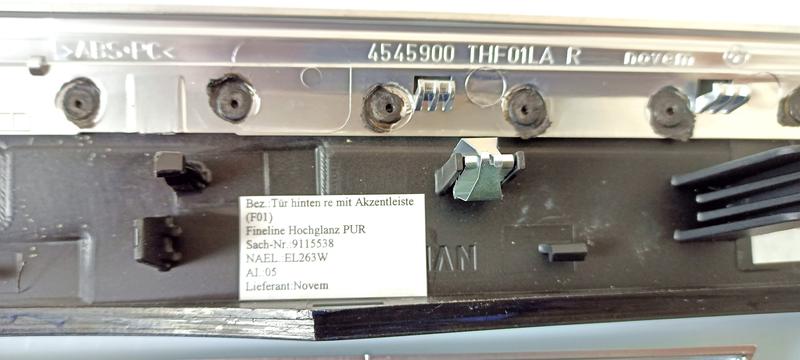 >ABS+PC<
4545900 THF01LA R
novem
Bez.:Tür hinten re mit Akzentleiste
(F01)
Fineline Hochglanz PUR
Sach-Nr.:9115538
NAEL.:EL263W
AI.:05
Lieferant:Novem